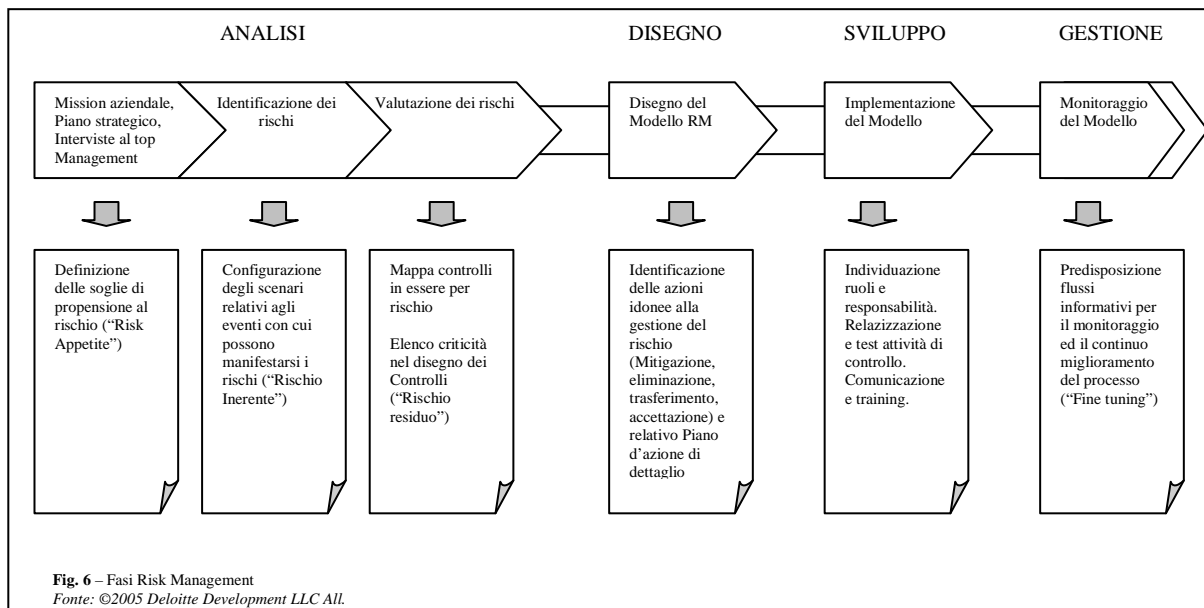 ANALISI
DISEGNO
SVILUPPO
GESTIONE
Mission aziendale,
Piano strategico,
Interviste al top
Management
Identificazione dei
rischi
Valutazione dei rischi
Disegno del
Modello RM
Implementazione
del Modello
Monitoraggio
del Modello
Definizione
delle soglie di
propensione al
rischio (“Risk
Appetite”)
Configurazione
degli scenari
relativi agli
eventi con cui
possono
manifestarsi i
rischi (“Rischio
Inerente”)
Mappa controlli
in essere per
rischio
Elenco criticità
nel disegno dei
Controlli
(“Rischio
residuo”)
Identificazione
delle azioni
idonee alla
gestione del
rischio
(Mitigazione,
eliminazione,
trasferimento,
accettazione) e
relativo Piano
d’azione di
dettaglio
Individuazione
ruoli e
responsabilità.
Relazizzazione
e test attività di
controllo.
Comunicazione
e training.
Predisposizione
flussi
informativi per
il monitoraggio
ed il continuo
miglioramento
del processo
(“Fine tuning”)
Fig. 6 – Fasi Risk Management
Fonte: ©2005 Deloitte Development LLC All.